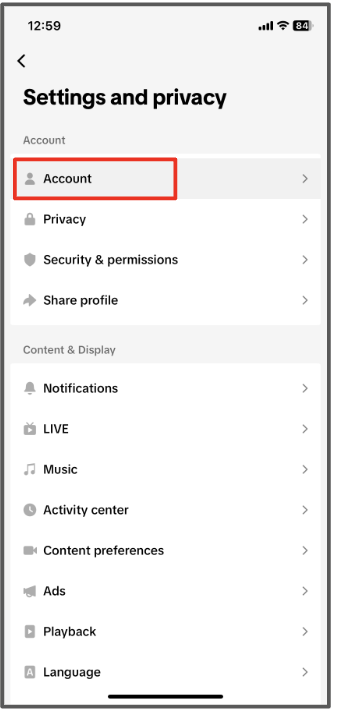 12:59
84
Settings and privacy
Account
Account
Privacy
Security & permissions
Share profile
Content & Display
Notifications
LIVE
Music
Activity center
Content preferences
Ads
Playback
A Language